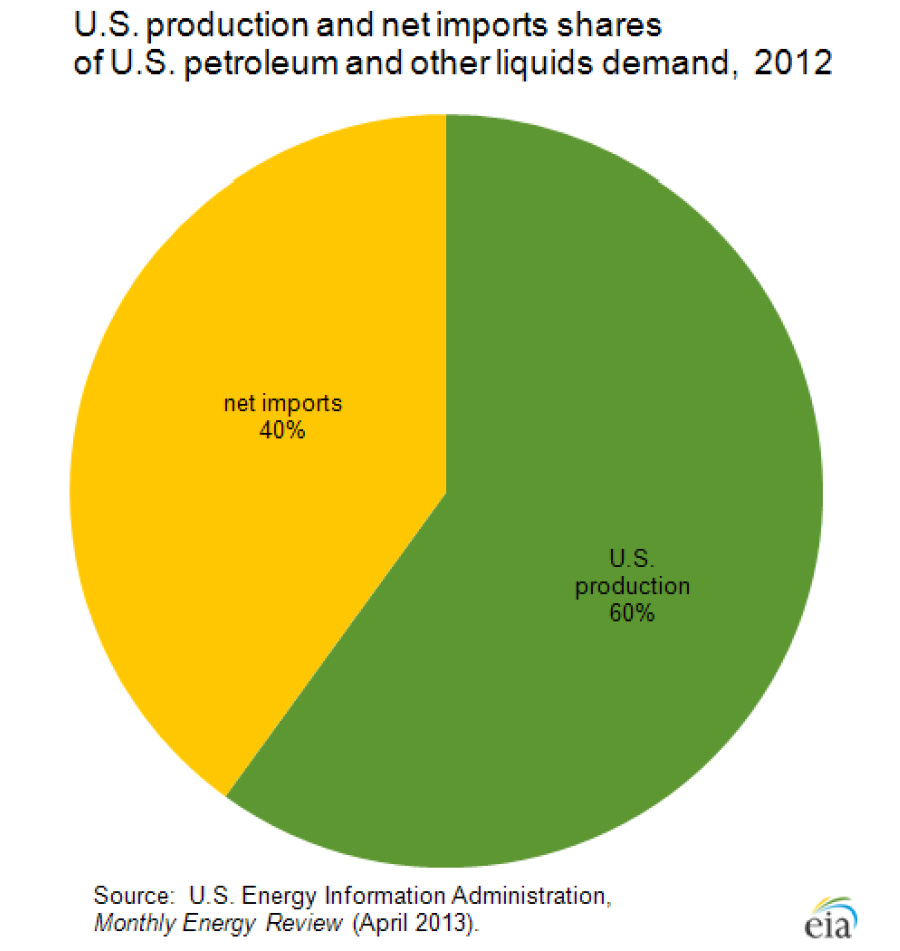 U.S. production and net imports shares
of U.S. petroleum and other liquids demand, 2012
net imports
40%
U.S.
production
60%
Source: U.S. Energy Information Administration,
Monthly Energy Review (April 2013).
eia